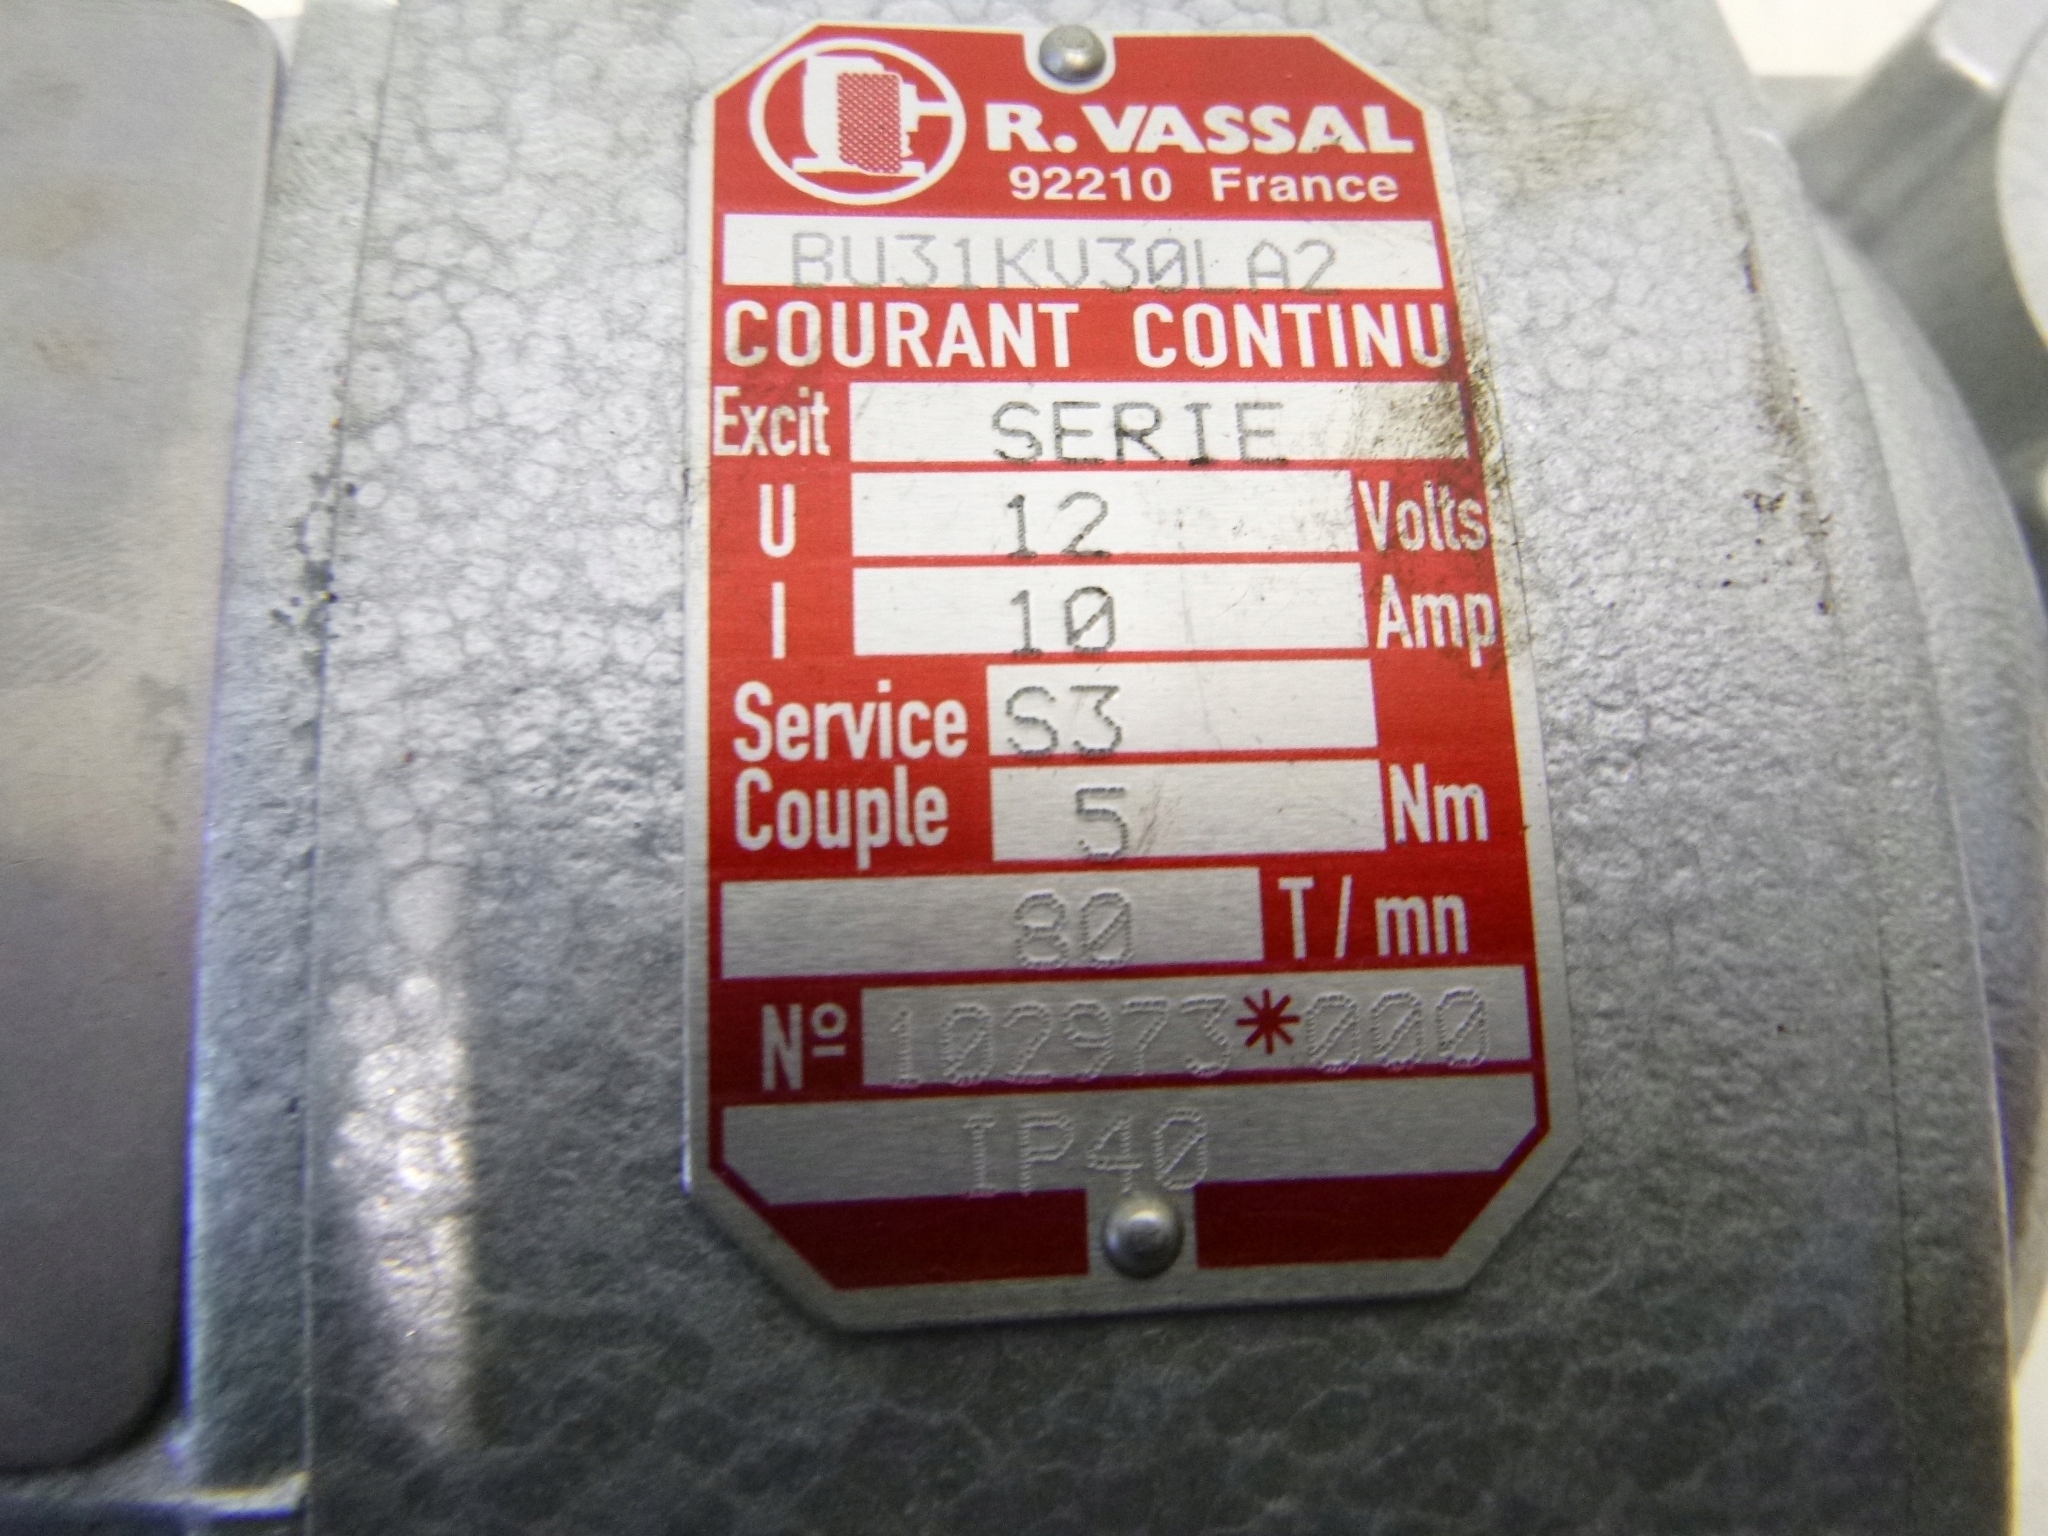 R.VASSAL
92210 France
BU31KV30LA2
COURANT CONTINU
Excit SERIE
U 12 Volts
I 10 Amp
Service S3
Couple 5 Nm
80 T/mn
Nº 102973*000
IP40